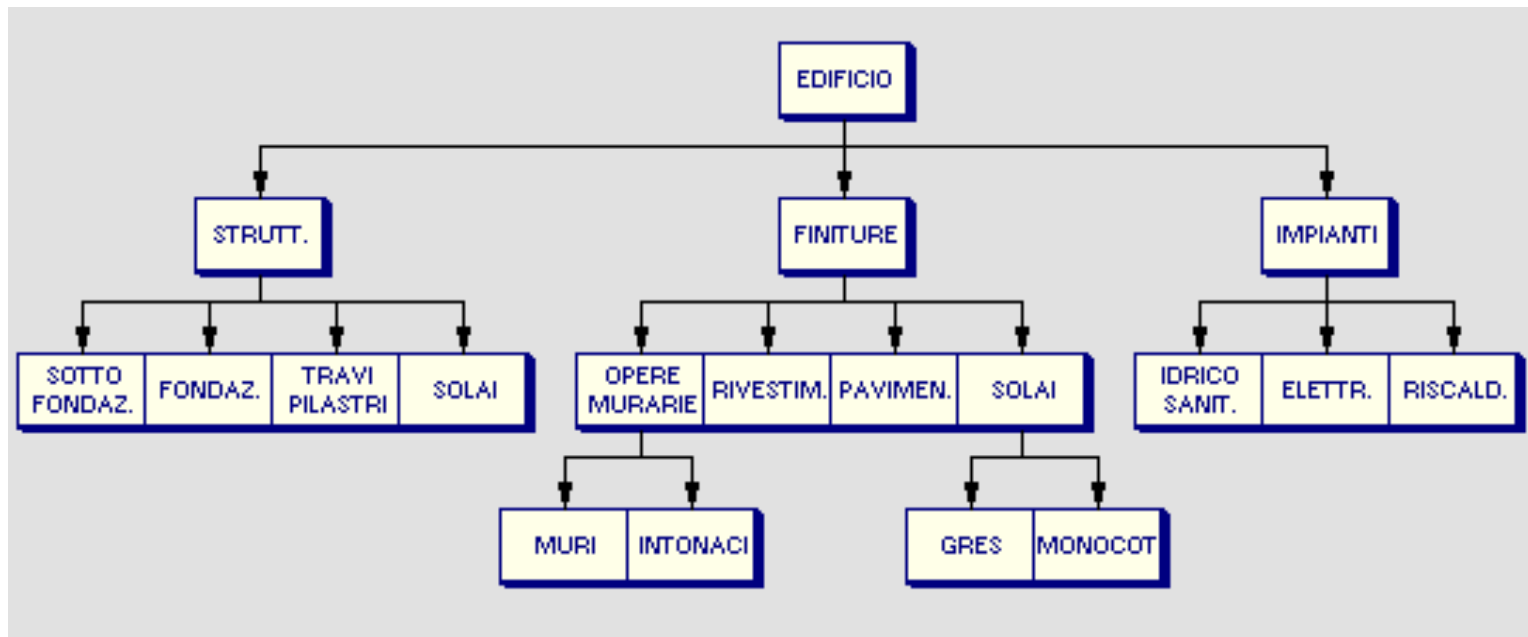 EDIFICIO
STRUTT.
FINITURE
IMPIANTI
SOTTO
FONDAZ.
FONDAZ.
TRAVI
PILASTRI
SOLAI
OPERE
MURARIE
RIVESTIM.
PAVIMEN.
SOLAI
IDRICO
SANIT.
ELETTR.
RISCALD.
MURI
INTONACI
GRES
MONOCOT